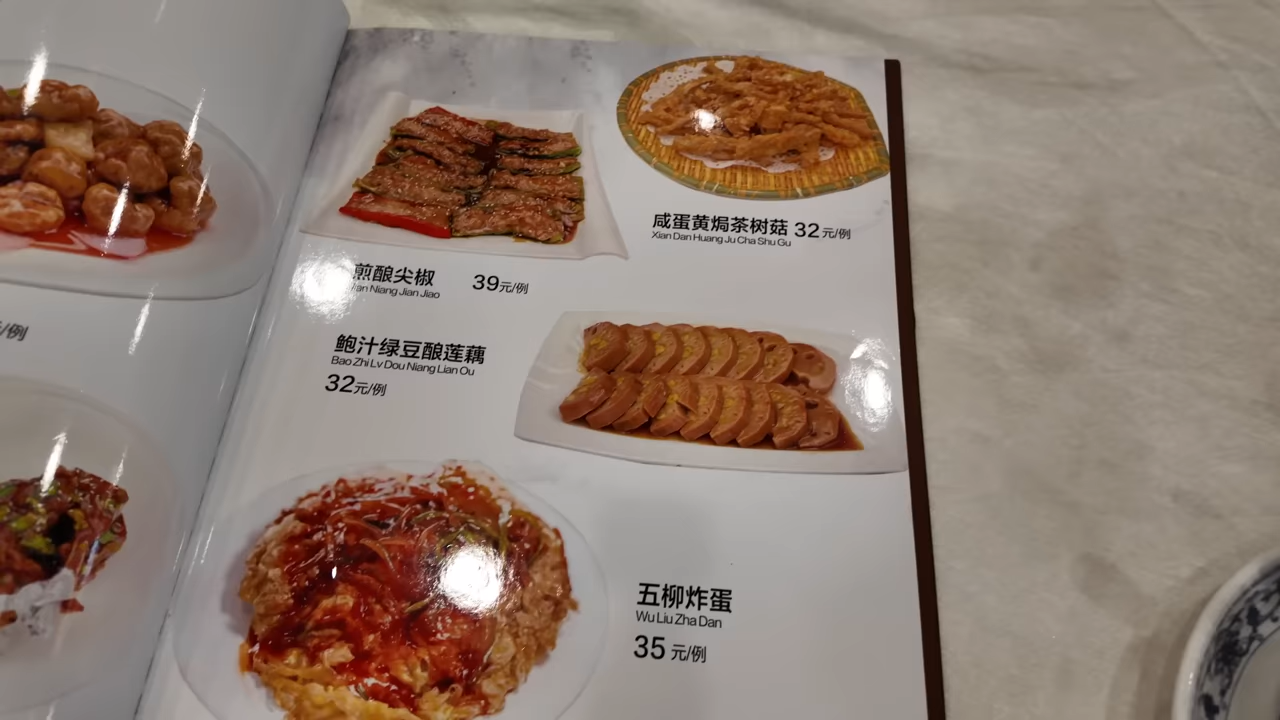 咸蛋黄焗茶树菇 32元/例
Xian Dan Huang Ju Cha Shu Gu
煎酿尖椒 39元/例
Niang Jian Jiao
鲍汁绿豆酿莲藕
Bao Zhi Lv Dou Niang Lian Ou
32元/例
五柳炸蛋
Wu Liu Zha Dan
35 元/例
/例